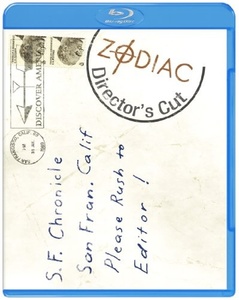 ZODIAC
Director's Cut
DISCOVER AMERICA
S.F. Chronicle
San Fran. Calif
Please Rush to
Editor!